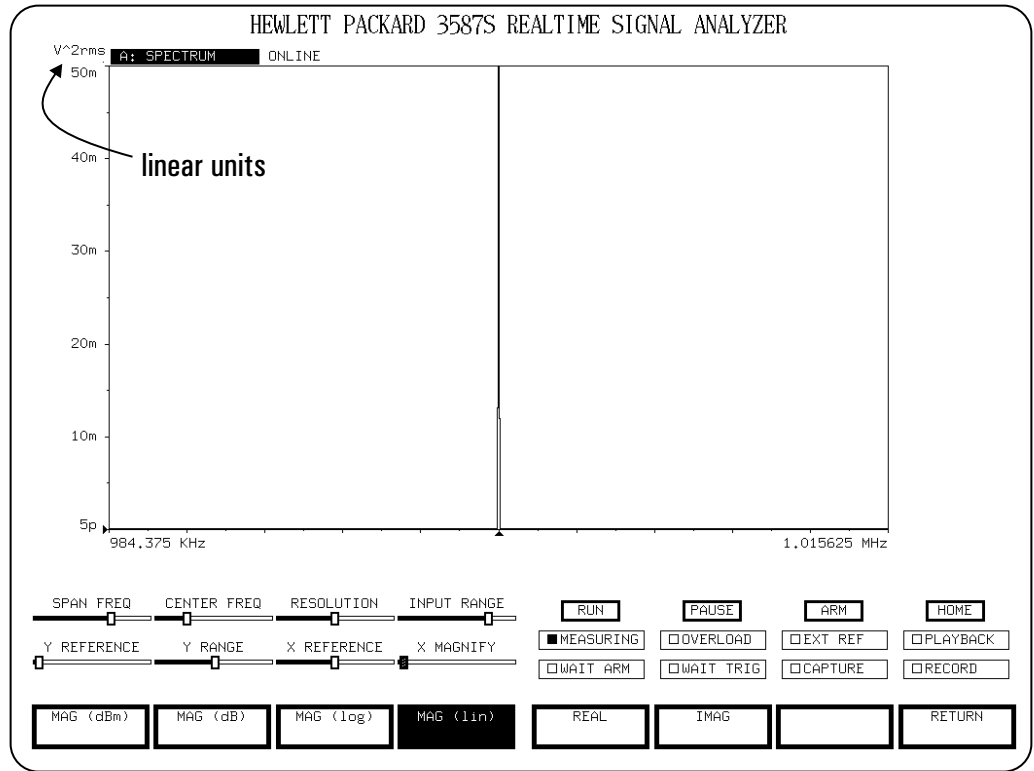 HEWLETT PACKARD 3587S REALTIME SIGNAL ANALYZER
V^2rms
A: SPECTRUM ONLINE
50m
40m
linear units
30m
20m
10m
5p
984.375 KHz 1.015625 MHz
SPAN FREQ CENTER FREQ RESOLUTION INPUT RANGE RUN PAUSE ARM HOME
MEASURING OVERLOAD EXT REF PLAYBACK
Y REFERENCE Y RANGE X REFERENCE X MAGNIFY
WAIT ARM WAIT TRIG CAPTURE RECORD
MAG (dBm) MAG (dB) MAG (log) MAG (lin) REAL IMAG RETURN